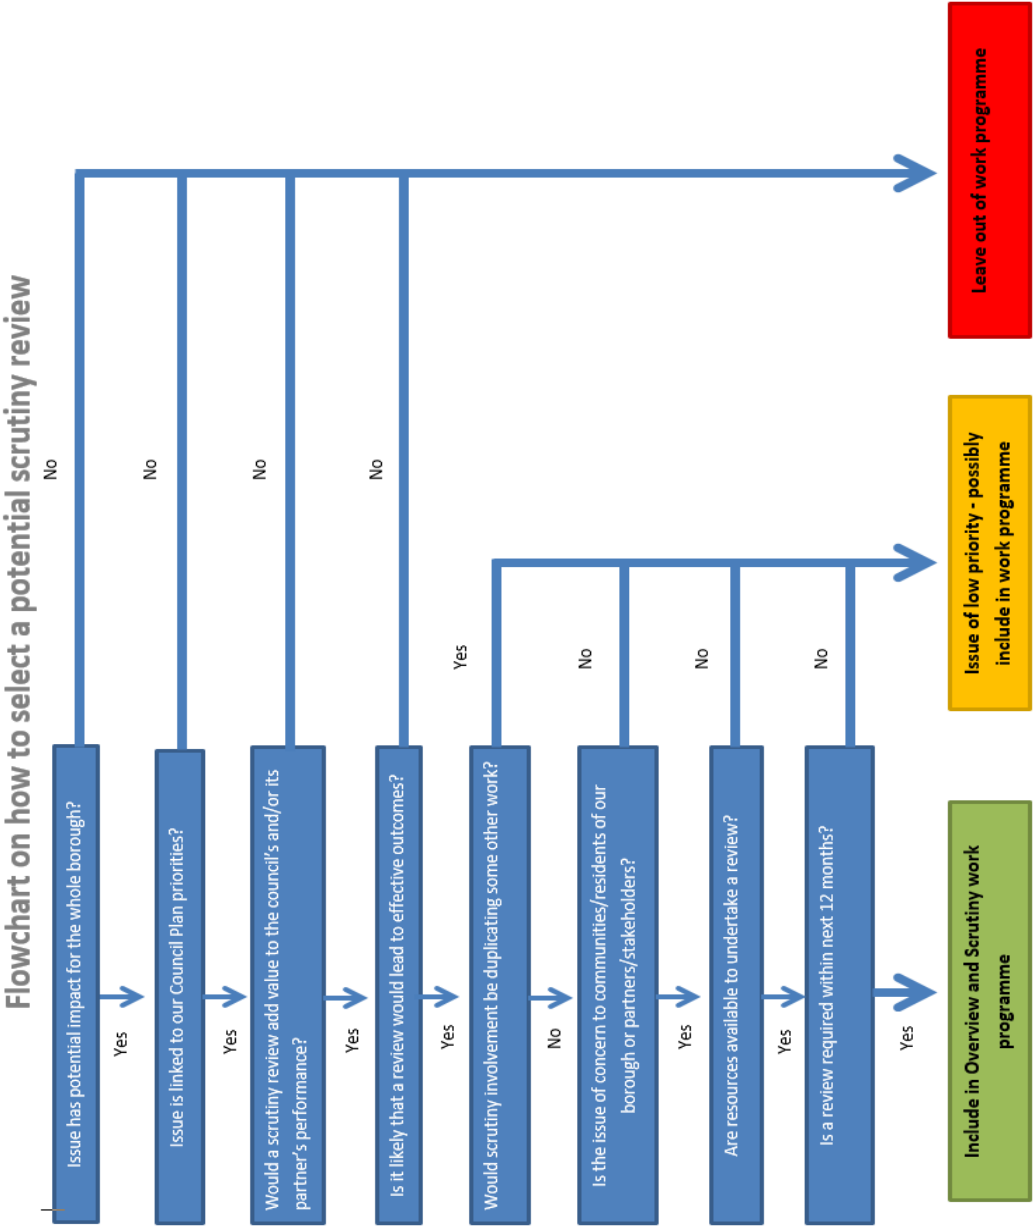 Flowchart on how to select a potential scrutiny review
Issue has potential impact for the whole borough?
No
Yes
Issue is linked to our Council Plan priorities?
No
Yes
Would a scrutiny review add value to the council's and/or its
partner's performance?
No
Yes
Is it likely that a review would lead to effective outcomes?
No
Yes
Would scrutiny involvement be duplicating some other work?
Yes
No
Is the issue of concern to communities/residents of our
borough or partners/stakeholders?
No
Yes
Are resources available to undertake a review?
No
Yes
Is a review required within next 12 months?
No
Yes
Include in Overview and Scrutiny work
programme
Issue of low priority - possibly
include in work programme
Leave out of work programme